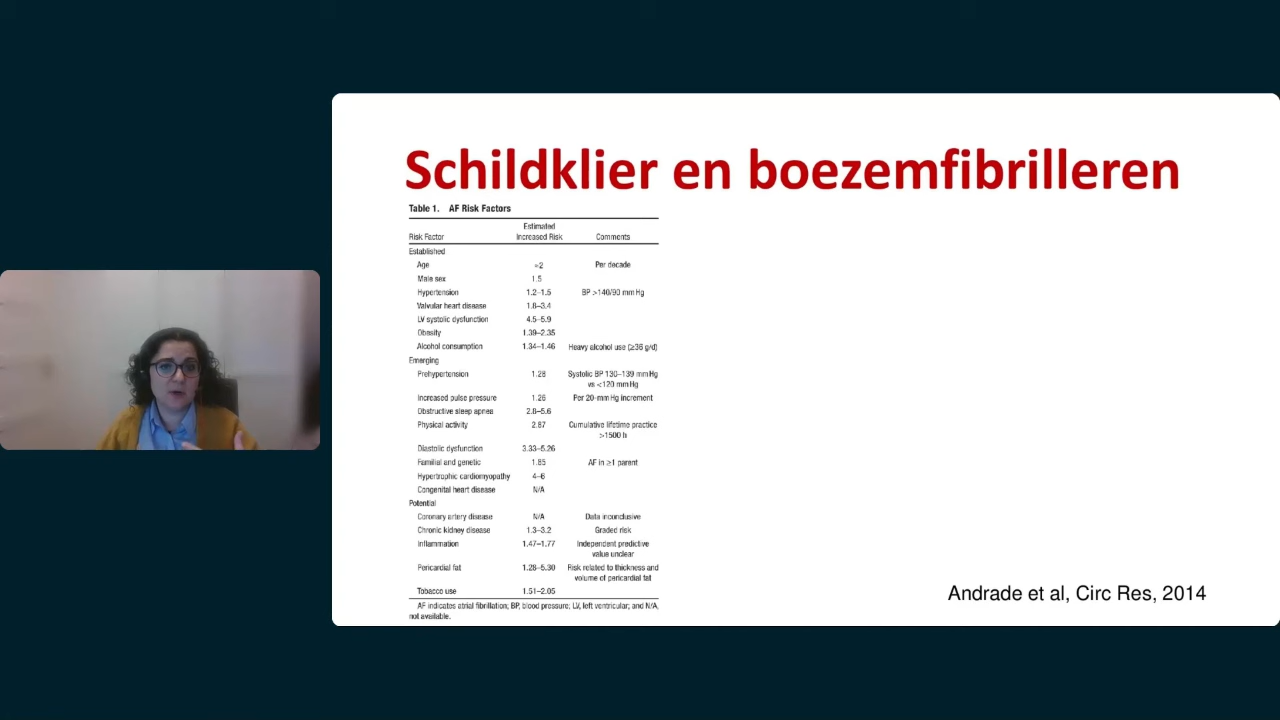 Schildklier en boezemfibrilleren
Table 1. AF Risk Factors
Risk Factor Estimated Increased Risk Comments
Established
Age ≈2 Per decade
Male sex 1.5
Hypertension 1.2–1.5 BP >140/90 mm Hg
Valvular heart disease 1.8–3.4
LV systolic dysfunction 4.5–5.9
Obesity 1.39–2.35
Alcohol consumption 1.34–1.46 Heavy alcohol use (≥36 g/d)
Emerging
Prehypertension 1.28 Systolic BP 130–139 mm Hg
vs <120 mm Hg
Increased pulse pressure 1.26 Per 20-mm Hg increment
Obstructive sleep apnea 2.8–5.6
Physical activity 2.87 Cumulative lifetime practice
>1500 h
Diastolic dysfunction 3.33–5.26
Familial and genetic 1.85 AF in ≥1 parent
Hypertrophic cardiomyopathy 4–6
Congenital heart disease N/A
Potential
Coronary artery disease N/A Data inconclusive
Chronic kidney disease 1.3–3.2 Graded risk
Inflammation 1.47–1.77 Independent predictive
value unclear
Pericardial fat 1.28–5.30 Risk related to thickness and
volume of pericardial fat
Tobacco use 1.51–2.05
AF indicates atrial fibrillation; BP, blood pressure; LV, left ventricular; and N/A,
not available.
Andrade et al, Circ Res, 2014